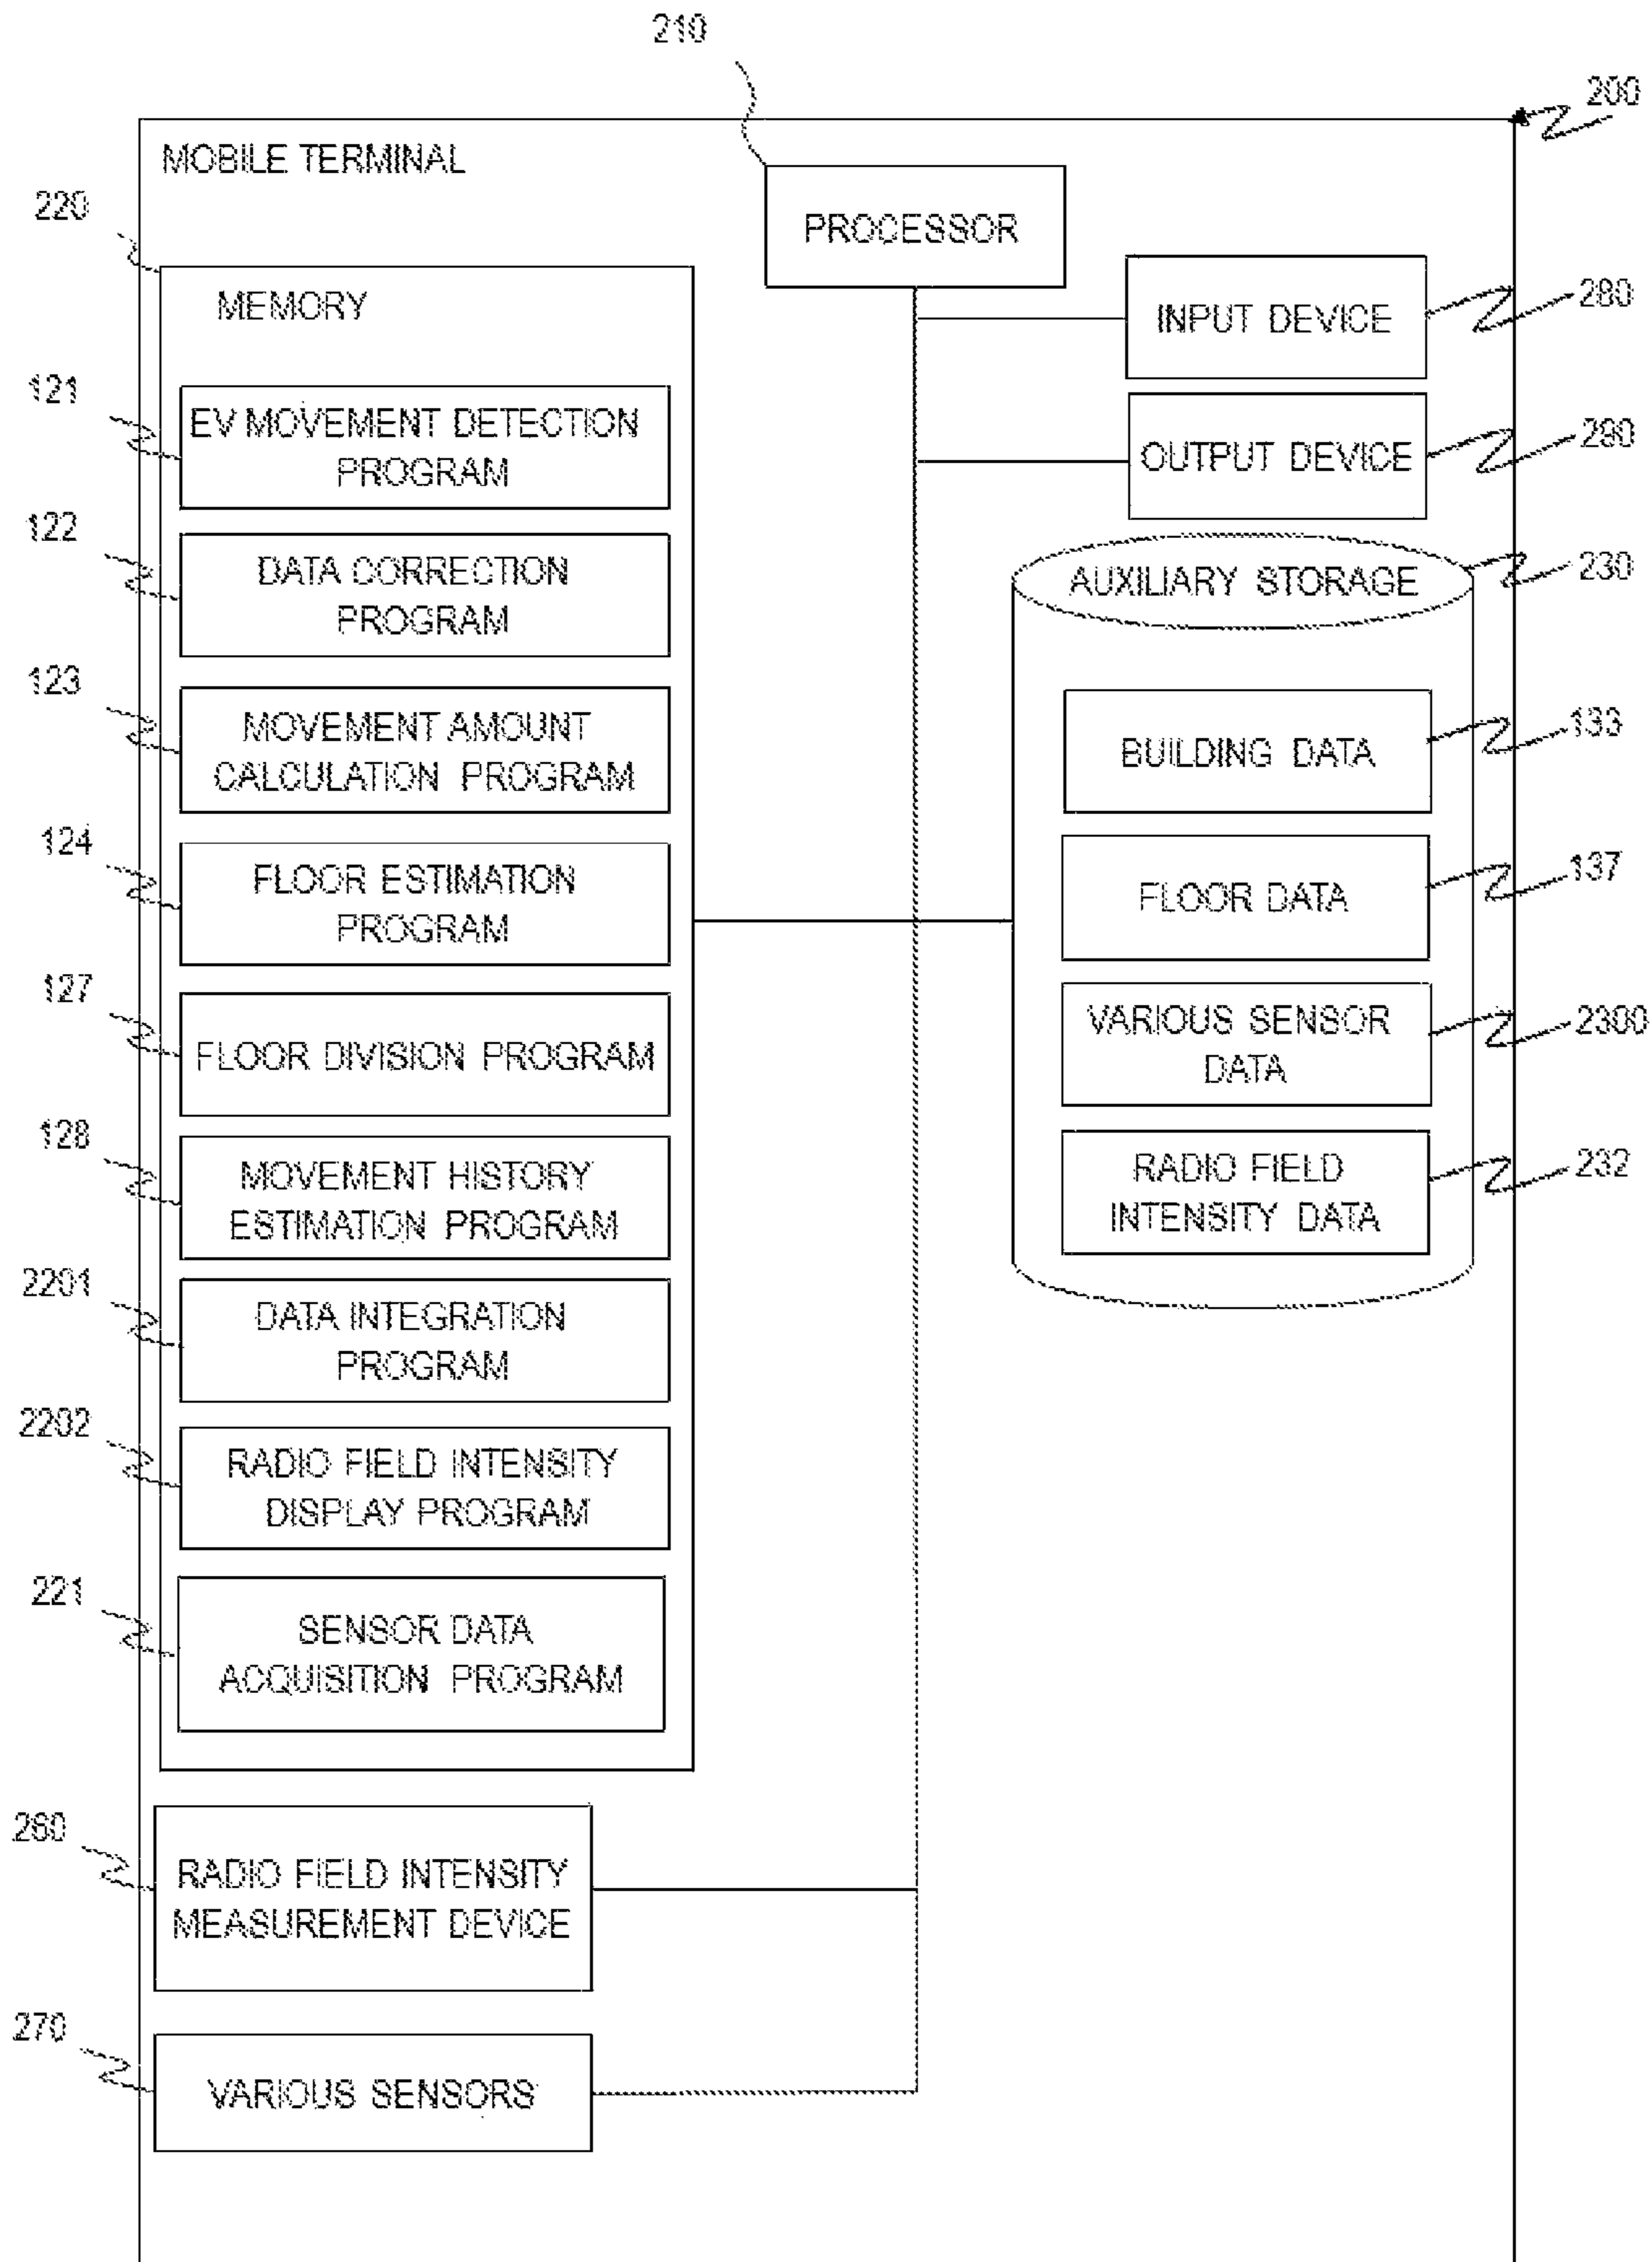 210
200
MOBILE TERMINAL
220
PROCESSOR
MEMORY
INPUT DEVICE
280
121
EV MOVEMENT DETECTION
PROGRAM
OUTPUT DEVICE
290
122
DATA CORRECTION
PROGRAM
AUXILIARY STORAGE
230
123
MOVEMENT AMOUNT
CALCULATION PROGRAM
BUILDING DATA
133
124
FLOOR ESTIMATION
PROGRAM
FLOOR DATA
137
127
FLOOR DIVISION PROGRAM
VARIOUS SENSOR
DATA
2300
128
MOVEMENT HISTORY
ESTIMATION PROGRAM
RADIO FIELD
INTENSITY DATA
232
2201
DATA INTEGRATION
PROGRAM
2202
RADIO FIELD INTENSITY
DISPLAY PROGRAM
221
SENSOR DATA
ACQUISITION PROGRAM
260
RADIO FIELD INTENSITY
MEASUREMENT DEVICE
270
VARIOUS SENSORS